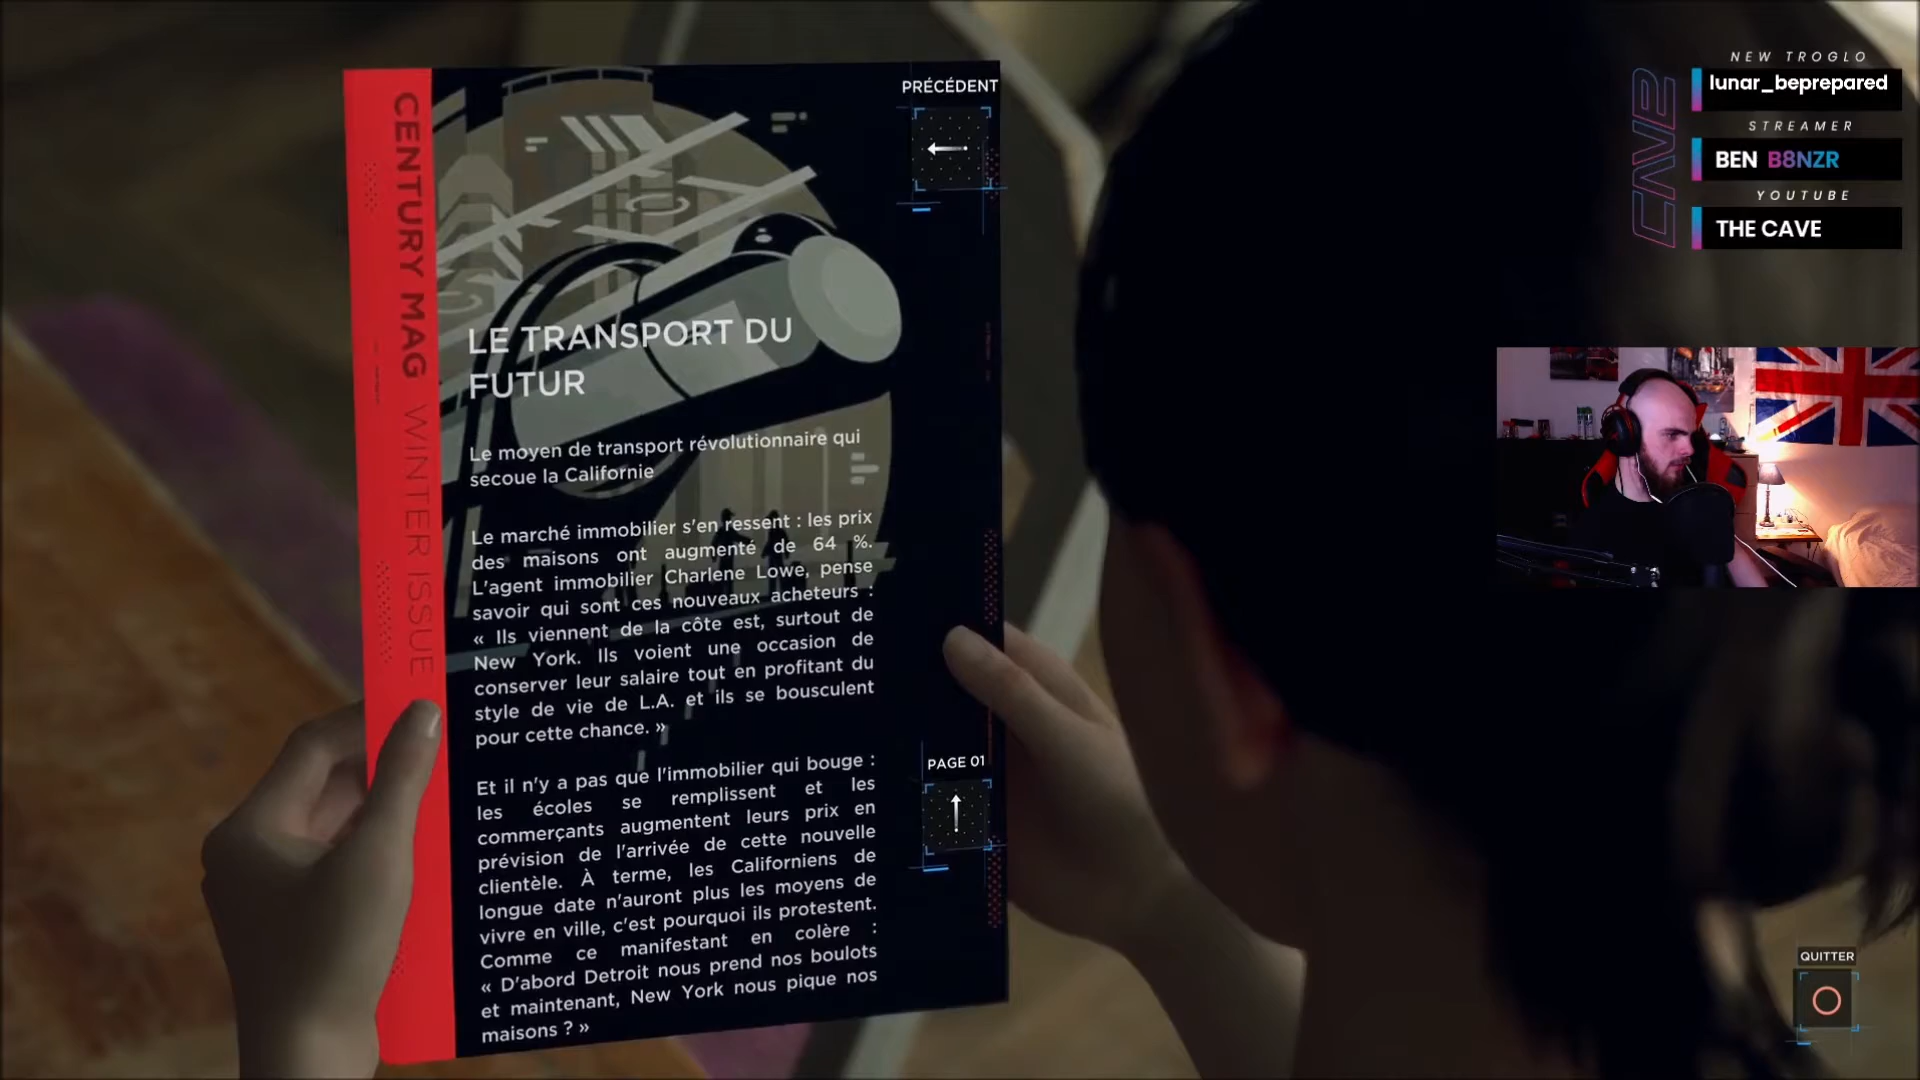 CENTURY MAG WINTER ISSUE
PRÉCÉDENT
LE TRANSPORT DU
FUTUR
Le moyen de transport révolutionnaire qui
secoue la Californie
Le marché immobilier s'en ressent : les prix
des maisons ont augmenté de 64 %.
L'agent immobilier Charlene Lowe, pense
savoir qui sont ces nouveaux acheteurs :
« Ils viennent de la côte est, surtout de
New York. Ils voient une occasion de
conserver leur salaire tout en profitant du
style de vie de L.A. et ils se bousculent
pour cette chance. »
Et il n'y a pas que l'immobilier qui bouge :
les écoles se remplissent et les
commerçants augmentent leurs prix en
prévision de l'arrivée de cette nouvelle
clientèle. À terme, les Californiens de
longue date n'auront plus les moyens de
vivre en ville, c'est pourquoi ils protestent.
Comme ce manifestant en colère :
« D'abord Detroit nous prend nos boulots
et maintenant, New York nous pique nos
maisons ? »
PAGE 01
CAVE
NEW TROGLO
lunar_beprepared
STREAMER
BEN B8NZR
YOUTUBE
THE CAVE
QUITTER